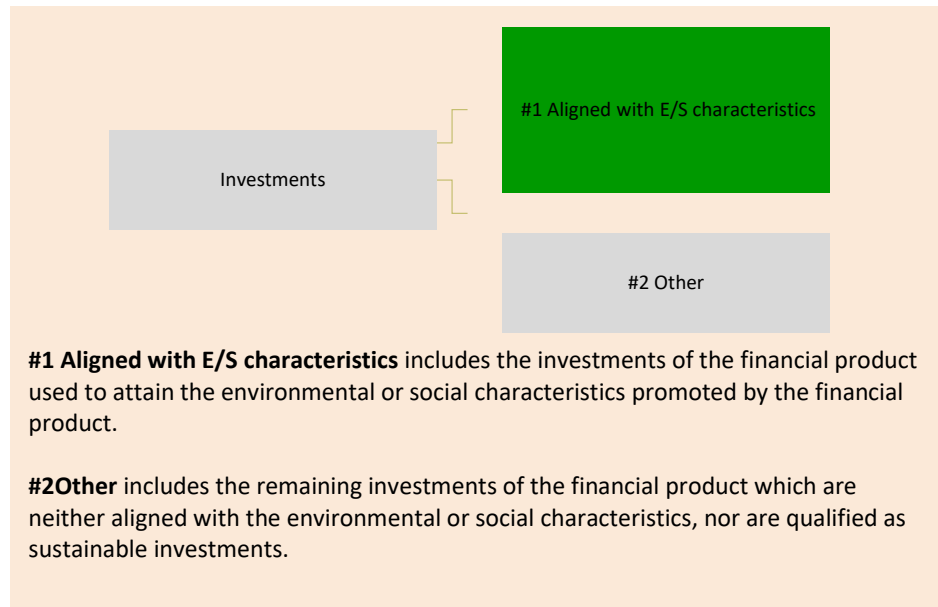 #1 Aligned with E/S characteristics
Investments
#2 Other
#1 Aligned with E/S characteristics includes the investments of the financial product
used to attain the environmental or social characteristics promoted by the financial
product.
#2Other includes the remaining investments of the financial product which are
neither aligned with the environmental or social characteristics, nor are qualified as
sustainable investments.